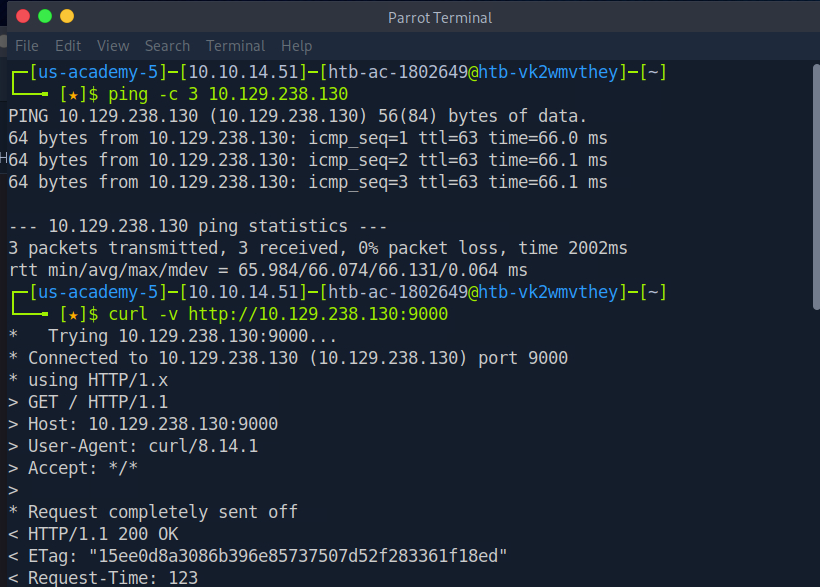 Parrot Terminal
File Edit View Search Terminal Help
┌─[us-academy-5]─[10.10.14.51]─[htb-ac-1802649@htb-vk2wmvthey]─[~]
└──╼ [★]$ ping -c 3 10.129.238.130
PING 10.129.238.130 (10.129.238.130) 56(84) bytes of data.
64 bytes from 10.129.238.130: icmp_seq=1 ttl=63 time=66.0 ms
64 bytes from 10.129.238.130: icmp_seq=2 ttl=63 time=66.1 ms
64 bytes from 10.129.238.130: icmp_seq=3 ttl=63 time=66.1 ms

--- 10.129.238.130 ping statistics ---
3 packets transmitted, 3 received, 0% packet loss, time 2002ms
rtt min/avg/max/mdev = 65.984/66.074/66.131/0.064 ms
┌─[us-academy-5]─[10.10.14.51]─[htb-ac-1802649@htb-vk2wmvthey]─[~]
└──╼ [★]$ curl -v http://10.129.238.130:9000
*   Trying 10.129.238.130:9000...
* Connected to 10.129.238.130 (10.129.238.130) port 9000
* using HTTP/1.x
> GET / HTTP/1.1
> Host: 10.129.238.130:9000
> User-Agent: curl/8.14.1
> Accept: */*
>
* Request completely sent off
< HTTP/1.1 200 OK
< ETag: "15ee0d8a3086b396e85737507d52f283361f18ed"
< Request-Time: 123